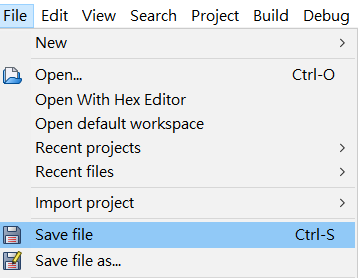 File Edit View Search Project Build Debug
New
Open... Ctrl-O
Open With Hex Editor
Open default workspace
Recent projects
Recent files
Import project
Save file Ctrl-S
Save file as...